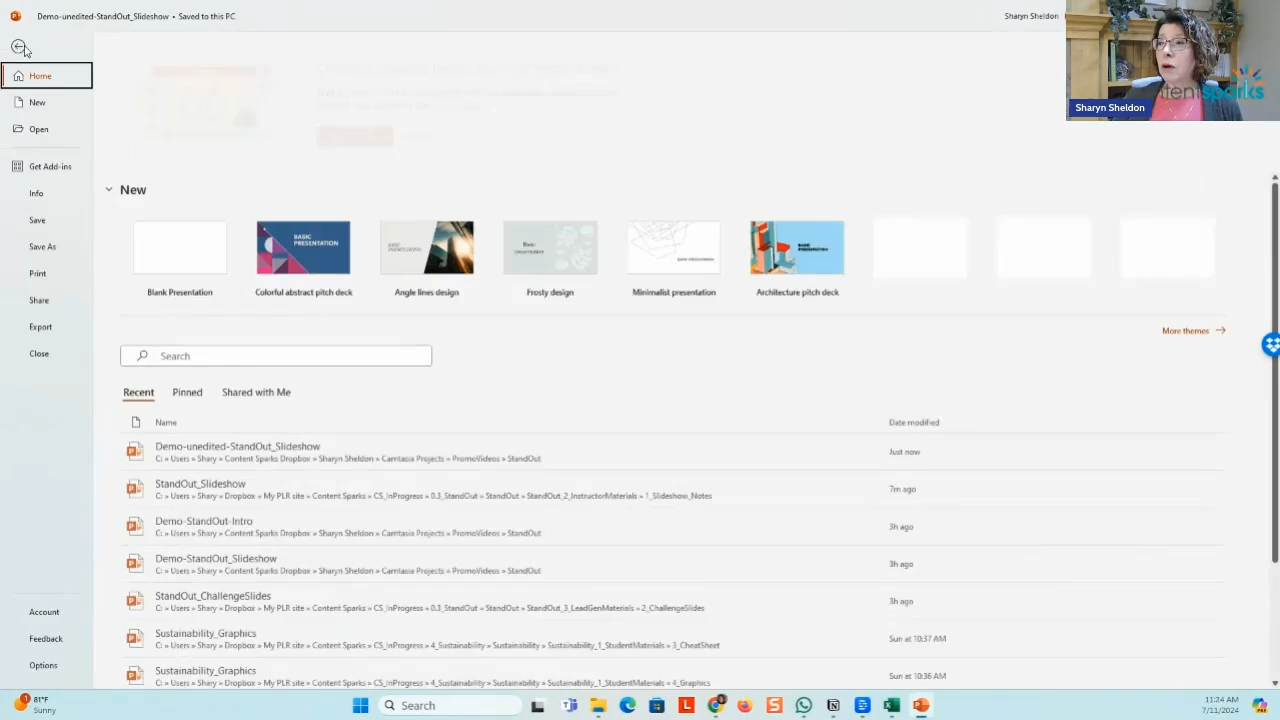 Demo-unedited-StandOut_Slideshow • Saved to this PC
Sharyn Sheldon
Sharyn Sheldon
Home
New
Open
Get Add-ins
Info
Save
Save As
Print
Share
Export
Close
Account
Feedback
Options
New
BASIC PRESENTATION
Blank Presentation
Colorful abstract pitch deck
Angle lines design
Frosty design
Minimalist presentation
Architecture pitch deck
More themes
Search
Recent Pinned Shared with Me
Name Date modified
Demo-unedited-StandOut_Slideshow
C: » Users » Shary » Content Sparks Dropbox » Sharyn Sheldon » Camtasia Projects » PromoVideos » StandOut
Just now
StandOut_Slideshow
C: » Users » Shary » Dropbox » My PLR site » Content Sparks » CS_InProgress » 0.3_StandOut » StandOut » StandOut_2_InstructorMaterials » 1_Slideshow_Notes
7m ago
Demo-StandOut-Intro
C: » Users » Shary » Content Sparks Dropbox » Sharyn Sheldon » Camtasia Projects » PromoVideos » StandOut
3h ago
Demo-StandOut_Slideshow
C: » Users » Shary » Content Sparks Dropbox » Sharyn Sheldon » Camtasia Projects » PromoVideos » StandOut
3h ago
StandOut_ChallengeSlides
C: » Users » Shary » Dropbox » My PLR site » Content Sparks » CS_InProgress » 0.3_StandOut » StandOut » StandOut_3_LeadGenMaterials » 2_ChallengeSlides
3h ago
Sustainability_Graphics
C: » Users » Shary » Dropbox » My PLR site » Content Sparks » CS_InProgress » 4_Sustainability » Sustainability » Sustainability_1_StudentMaterials » 3_CheatSheet
Sun at 10:37 AM
Sustainability_Graphics
C: » Users » Shary » Dropbox » My PLR site » Content Sparks » CS_InProgress » 4_Sustainability » Sustainability » Sustainability_1_StudentMaterials » 4_Graphics
Sun at 10:36 AM
81°F
Sunny
Search
11:24 AM
7/11/2024